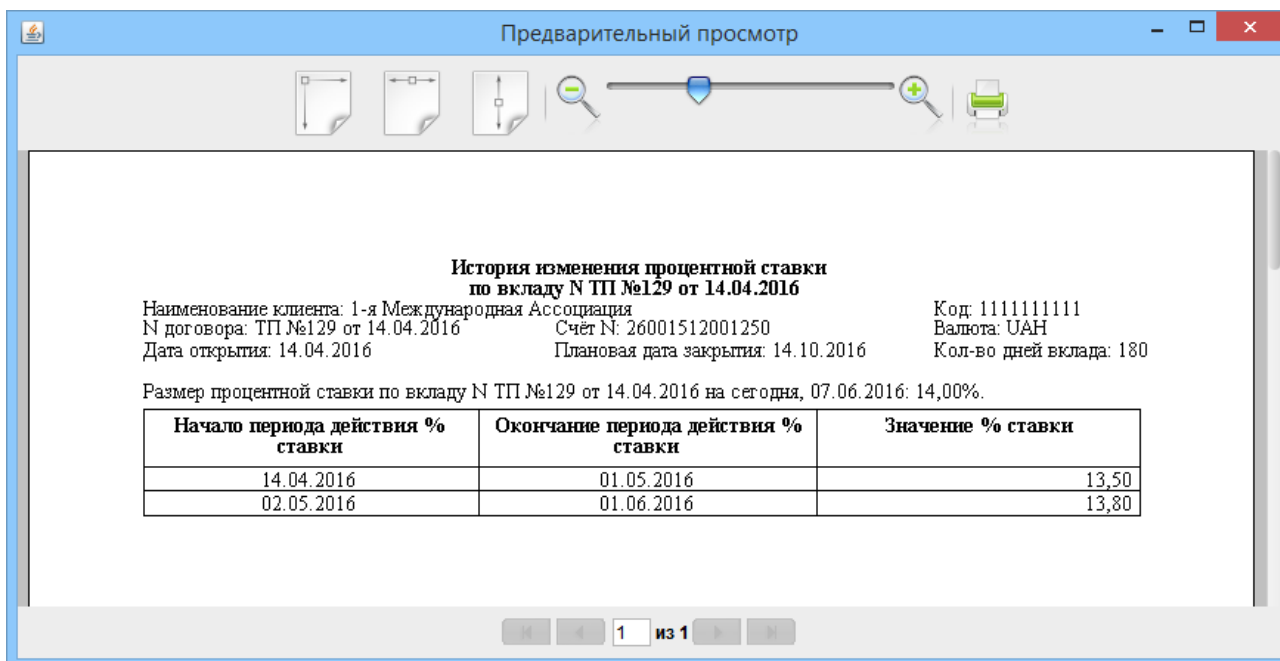 Предварительный просмотр
История изменения процентной ставки
по вкладу N ТП №129 от 14.04.2016
Наименование клиента: 1-я Международная Ассоциация Код: 1111111111
N договора: ТП №129 от 14.04.2016 Счёт N: 26001512001250 Валюта: UAH
Дата открытия: 14.04.2016 Плановая дата закрытия: 14.10.2016 Кол-во дней вклада: 180
Размер процентной ставки по вкладу N ТП №129 от 14.04.2016 на сегодня, 07.06.2016: 14,00%.
Начало периода действия % Окончание периода действия % Значение % ставки
ставки ставки
14.04.2016 01.05.2016 13,50
02.05.2016 01.06.2016 13,80
1 из 1